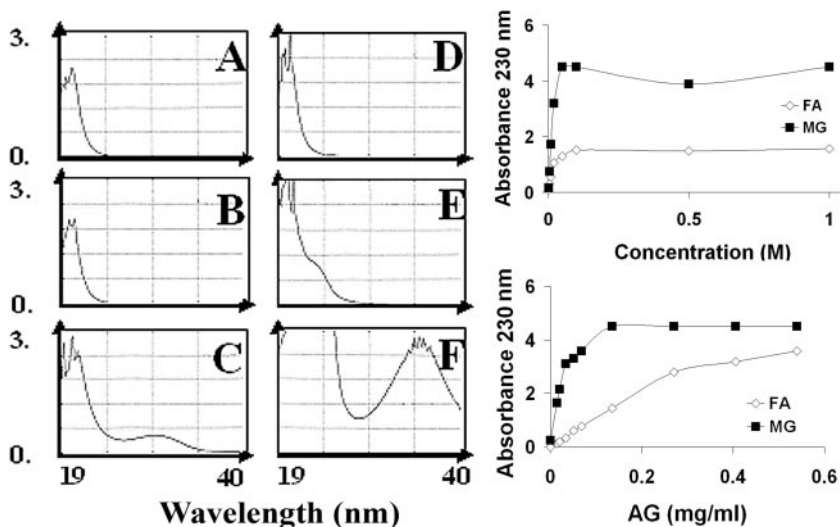 3.
A
0.
D
3.
B
0.
E
3.
C
0.
F
19
40
19
40
Wavelength (nm)
Absorbance 230 nm
6
4
2
0
FA
MG
0
0.5
1
Concentration (M)
Absorbance 230 nm
6
4
2
0
FA
MG
0
0.2
0.4
0.6
AG (mg/ml)